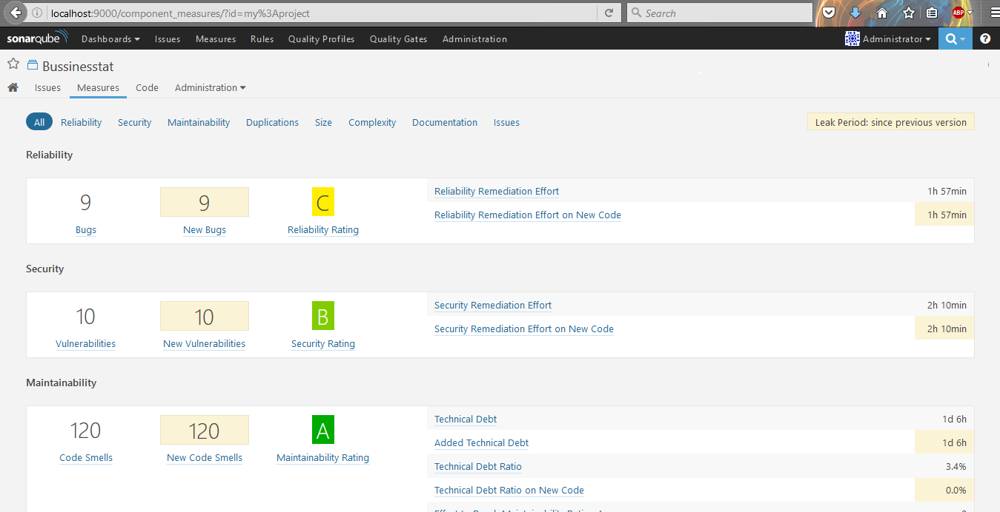 localhost:9000/component_measures/?id=my%3Aproject
Search
ABP
sonarqube Dashboards Issues Measures Rules Quality Profiles Quality Gates Administration Administrator ?
Bussinesstat
Issues Measures Code Administration
All Reliability Security Maintainability Duplications Size Complexity Documentation Issues Leak Period: since previous version
Reliability
9 9 C
Bugs New Bugs Reliability Rating
Reliability Remediation Effort 1h 57min
Reliability Remediation Effort on New Code 1h 57min
Security
10 10 B
Vulnerabilities New Vulnerabilities Security Rating
Security Remediation Effort 2h 10min
Security Remediation Effort on New Code 2h 10min
Maintainability
120 120 A
Code Smells New Code Smells Maintainability Rating
Technical Debt 1d 6h
Added Technical Debt 1d 6h
Technical Debt Ratio 3.4%
Technical Debt Ratio on New Code 0.0%